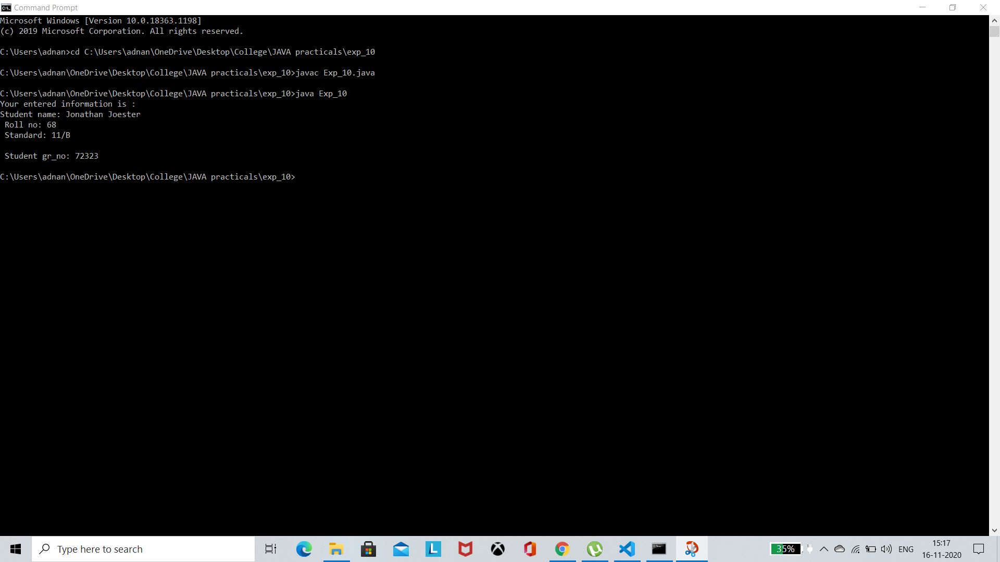 Command Prompt
Microsoft Windows [Version 10.0.18363.1198]
(c) 2019 Microsoft Corporation. All rights reserved.
C:\Users\adnan>cd C:\Users\adnan\OneDrive\Desktop\College\JAVA practicals\exp_10
C:\Users\adnan\OneDrive\Desktop\College\JAVA practicals\exp_10>javac Exp_10.java
C:\Users\adnan\OneDrive\Desktop\College\JAVA practicals\exp_10>java Exp_10
Your entered information is :
Student name: Jonathan Joester
Roll no: 68
Standard: 11/B
Student gr_no: 72323
C:\Users\adnan\OneDrive\Desktop\College\JAVA practicals\exp_10>
Type here to search
L
35%
ENG
15:17
16-11-2020